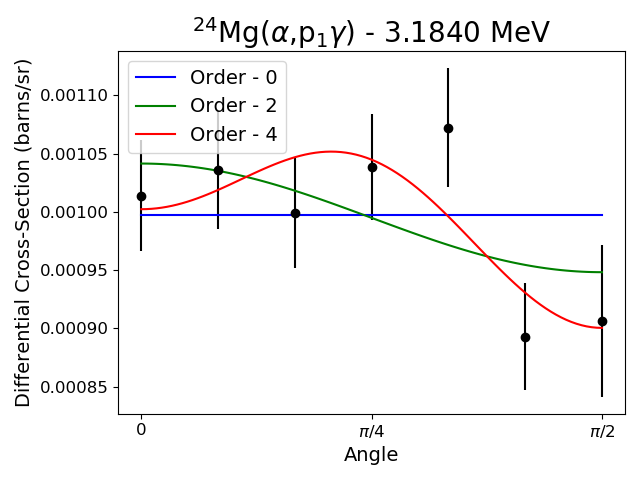 ²⁴Mg(α,p₁γ) - 3.1840 MeV
Order - 0
Order - 2
Order - 4
Differential Cross-Section (barns/sr)
0.00110
0.00105
0.00100
0.00095
0.00090
0.00085
0
π/4
π/2
Angle